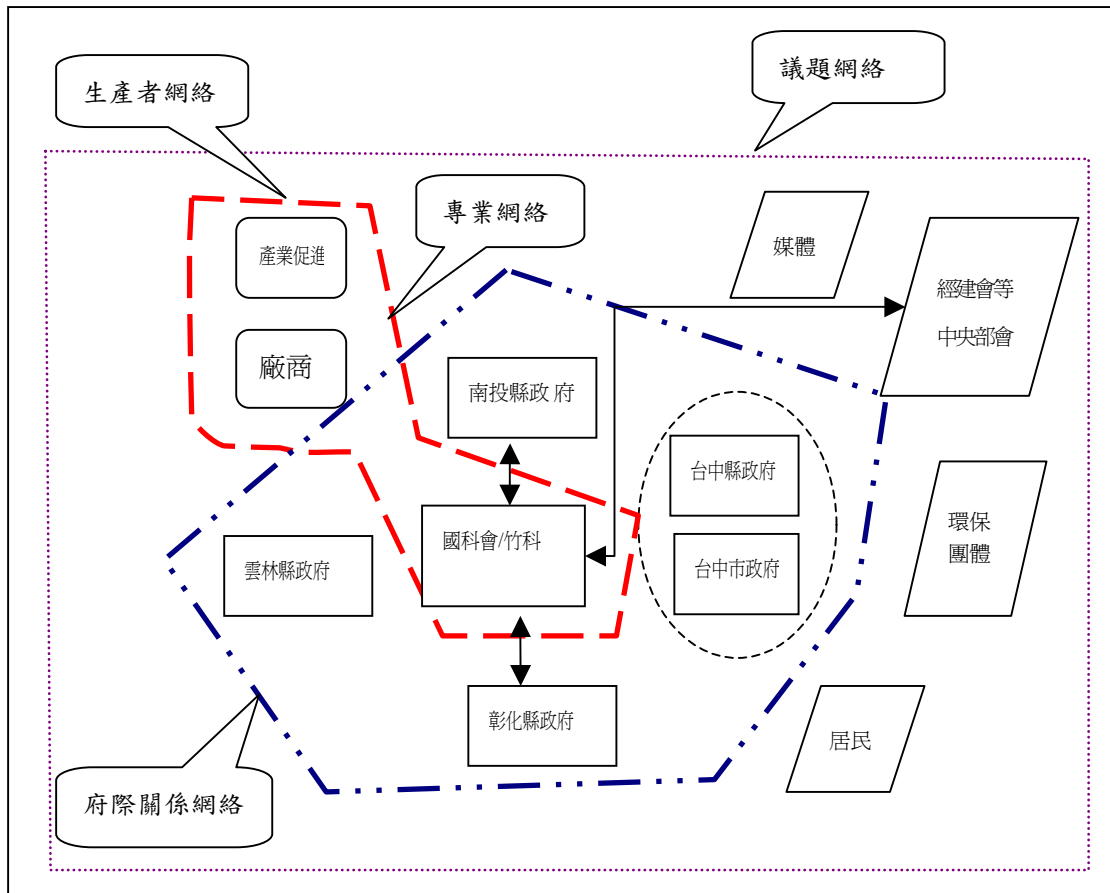 議題網絡
生產者網絡
專業網絡
媒體
產業促進
經建會等
中央部會
廠商
南投縣政 府
台中縣政府
環保
團體
國科會/竹科
雲林縣政府
台中市政府
彰化縣政府
居民
府際關係網絡